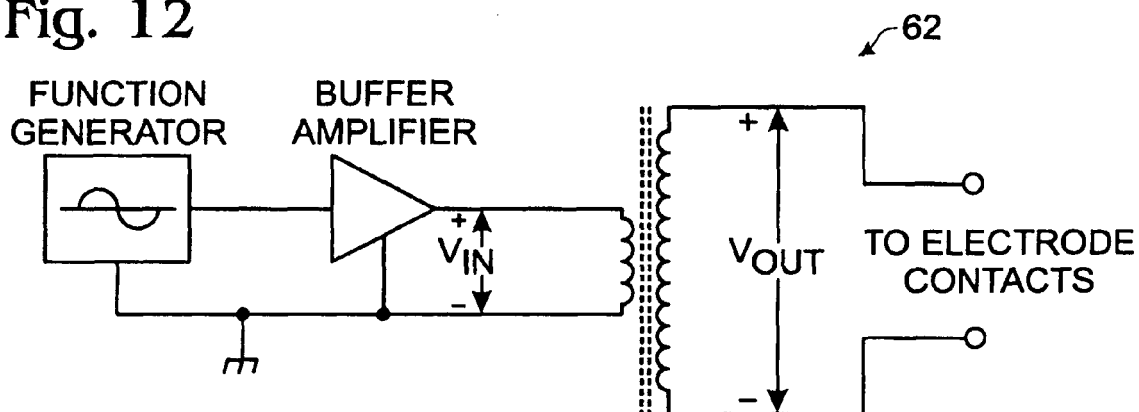 Fig. 12
62
FUNCTION
GENERATOR
BUFFER
AMPLIFIER
+
VIN
−
+
VOUT
−
TO ELECTRODE
CONTACTS